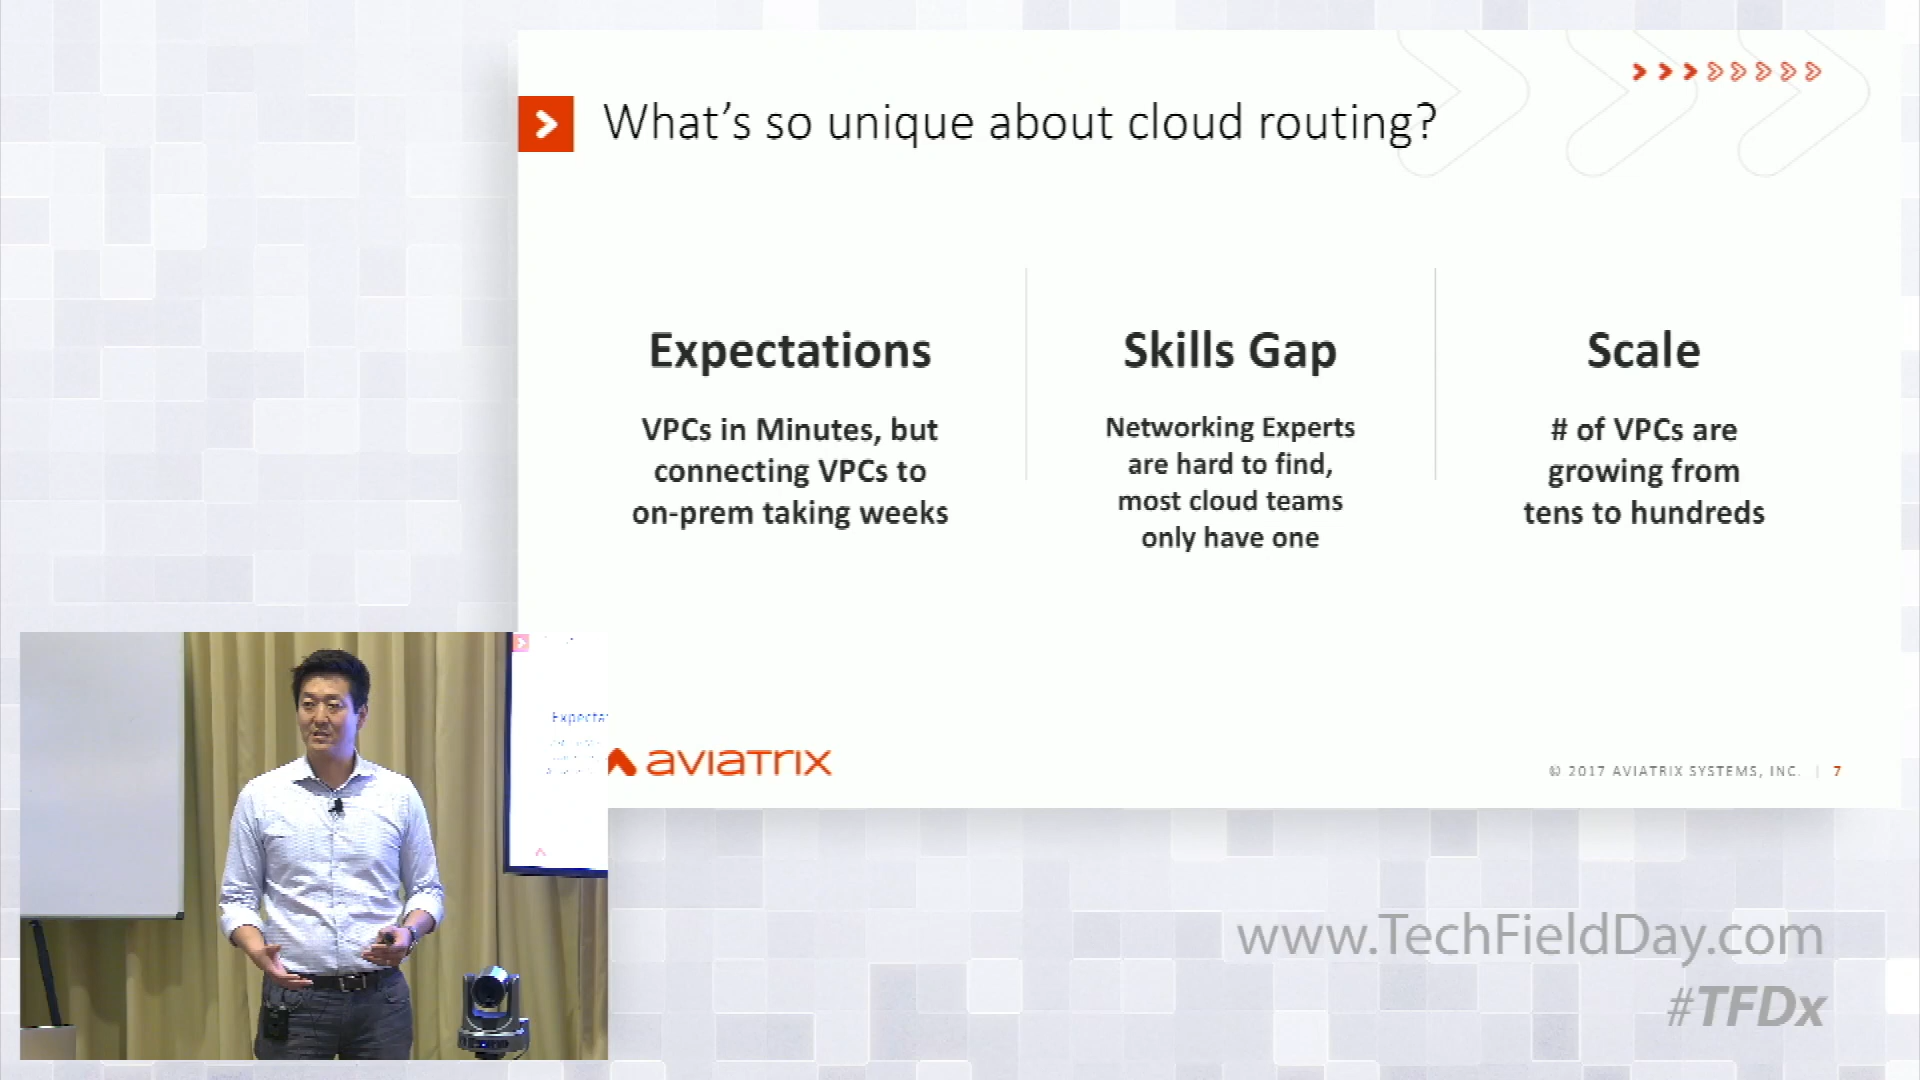 What's so unique about cloud routing?
Expectations
VPCs in Minutes, but
connecting VPCs to
on-prem taking weeks
Skills Gap
Networking Experts
are hard to find,
most cloud teams
only have one
Scale
# of VPCs are
growing from
tens to hundreds
aviatrix
© 2017 AVIATRIX SYSTEMS, INC. | 7
Expecta
www.TechFieldDay.com
#TFDx